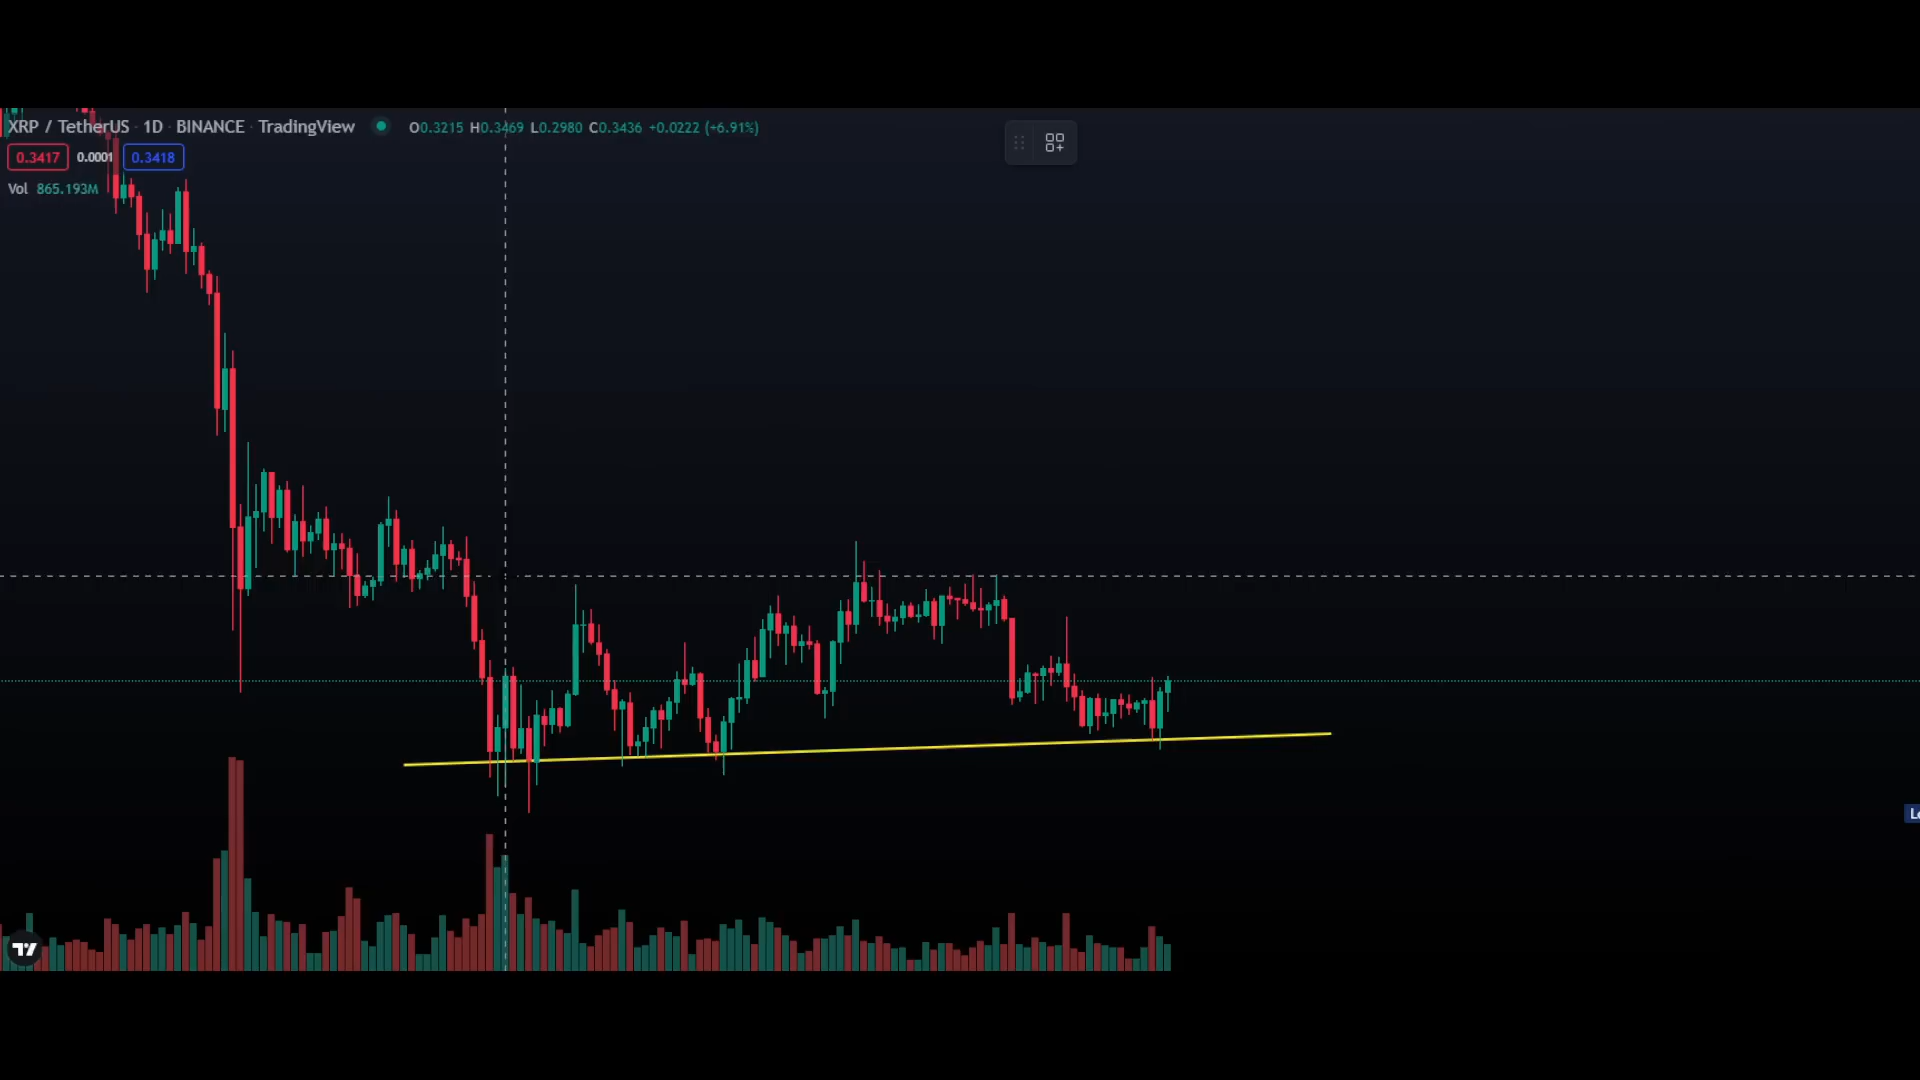 XRP / TetherUS · 1D · BINANCE · TradingView O0.3215 H0.3469 L0.2980 C0.3436 +0.0222 (+6.91%)
0.3417 0.0001 0.3418
Vol 865.193M